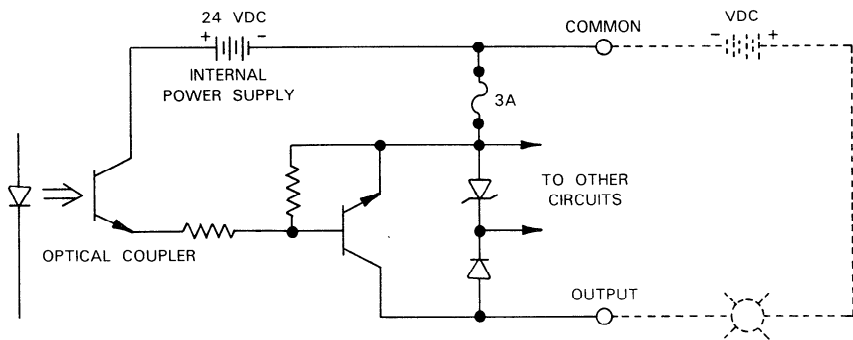 24 VDC
+ -
INTERNAL
POWER SUPPLY
COMMON
VDC
- +
3A
TO OTHER
CIRCUITS
OPTICAL COUPLER
OUTPUT